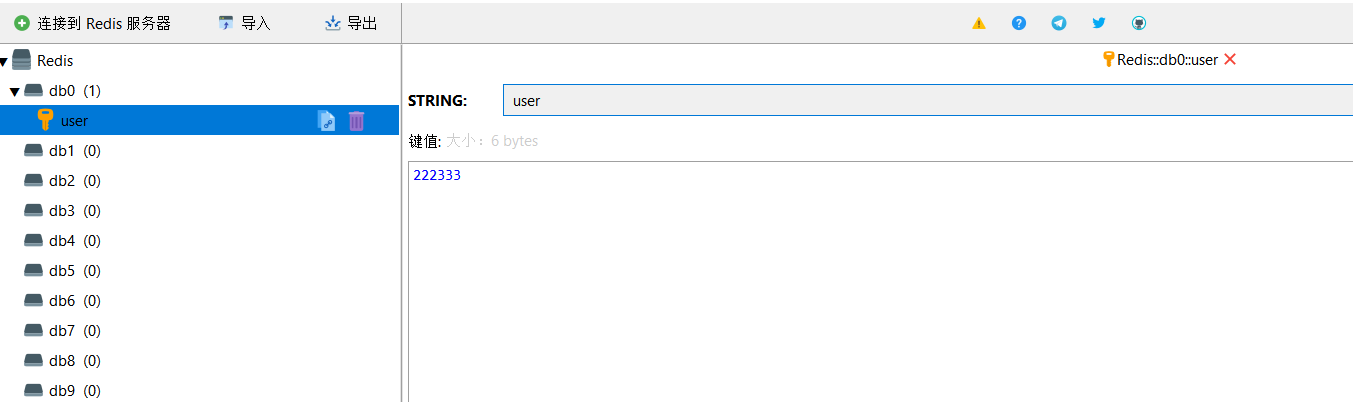 连接到 Redis 服务器 导入 导出
Redis
db0 (1)
user
db1 (0)
db2 (0)
db3 (0)
db4 (0)
db5 (0)
db6 (0)
db7 (0)
db8 (0)
db9 (0)
Redis::db0::user
STRING: user
键值: 大小: 6 bytes
222333